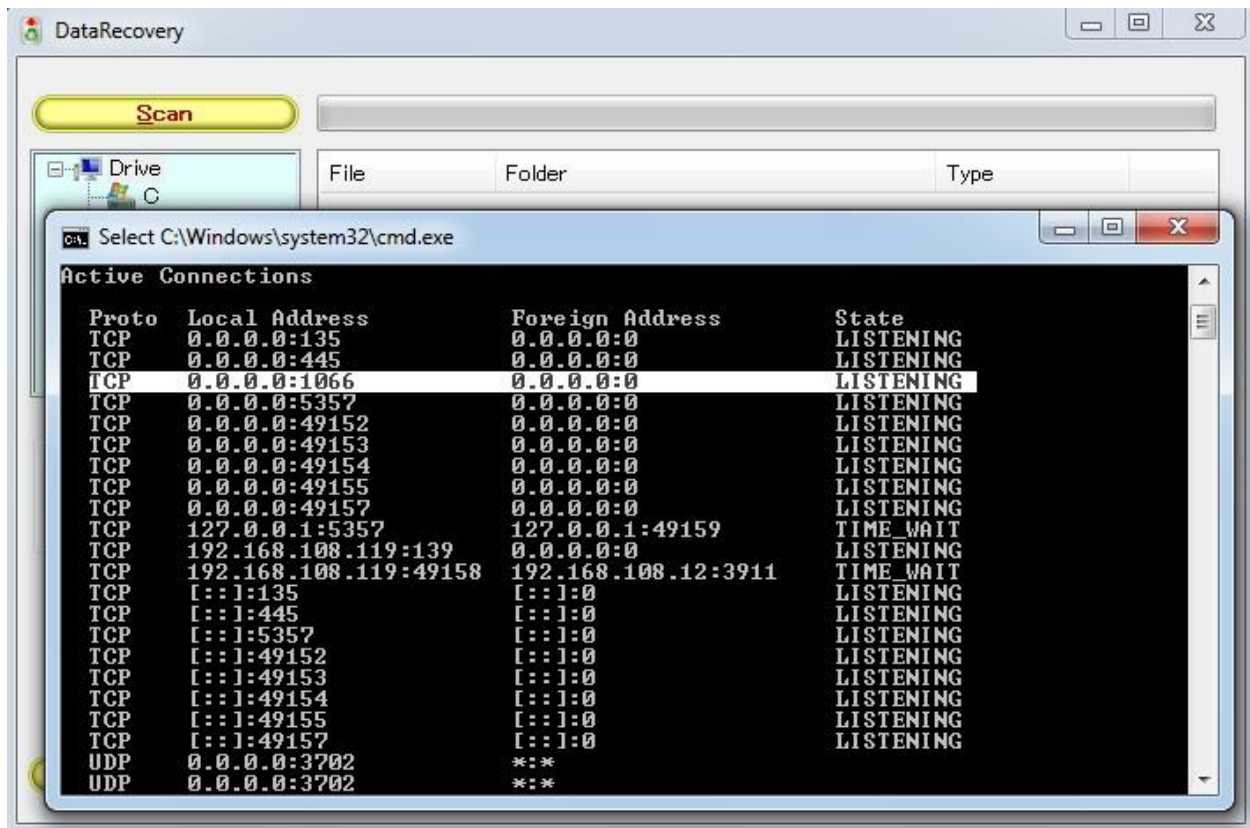 DataRecovery
Scan
Drive
C
File Folder Type
Select C:\Windows\system32\cmd.exe
Active Connections
Proto Local Address Foreign Address State
TCP 0.0.0.0:135 0.0.0.0:0 LISTENING
TCP 0.0.0.0:445 0.0.0.0:0 LISTENING
TCP 0.0.0.0:1066 0.0.0.0:0 LISTENING
TCP 0.0.0.0:5357 0.0.0.0:0 LISTENING
TCP 0.0.0.0:49152 0.0.0.0:0 LISTENING
TCP 0.0.0.0:49153 0.0.0.0:0 LISTENING
TCP 0.0.0.0:49154 0.0.0.0:0 LISTENING
TCP 0.0.0.0:49155 0.0.0.0:0 LISTENING
TCP 0.0.0.0:49157 0.0.0.0:0 LISTENING
TCP 127.0.0.1:5357 127.0.0.1:49159 TIME_WAIT
TCP 192.168.108.119:139 0.0.0.0:0 LISTENING
TCP 192.168.108.119:49158 192.168.108.12:3911 TIME_WAIT
TCP [::]:135 [::]:0 LISTENING
TCP [::]:445 [::]:0 LISTENING
TCP [::]:5357 [::]:0 LISTENING
TCP [::]:49152 [::]:0 LISTENING
TCP [::]:49153 [::]:0 LISTENING
TCP [::]:49154 [::]:0 LISTENING
TCP [::]:49155 [::]:0 LISTENING
TCP [::]:49157 [::]:0 LISTENING
UDP 0.0.0.0:3702 *:*
UDP 0.0.0.0:3702 *:*